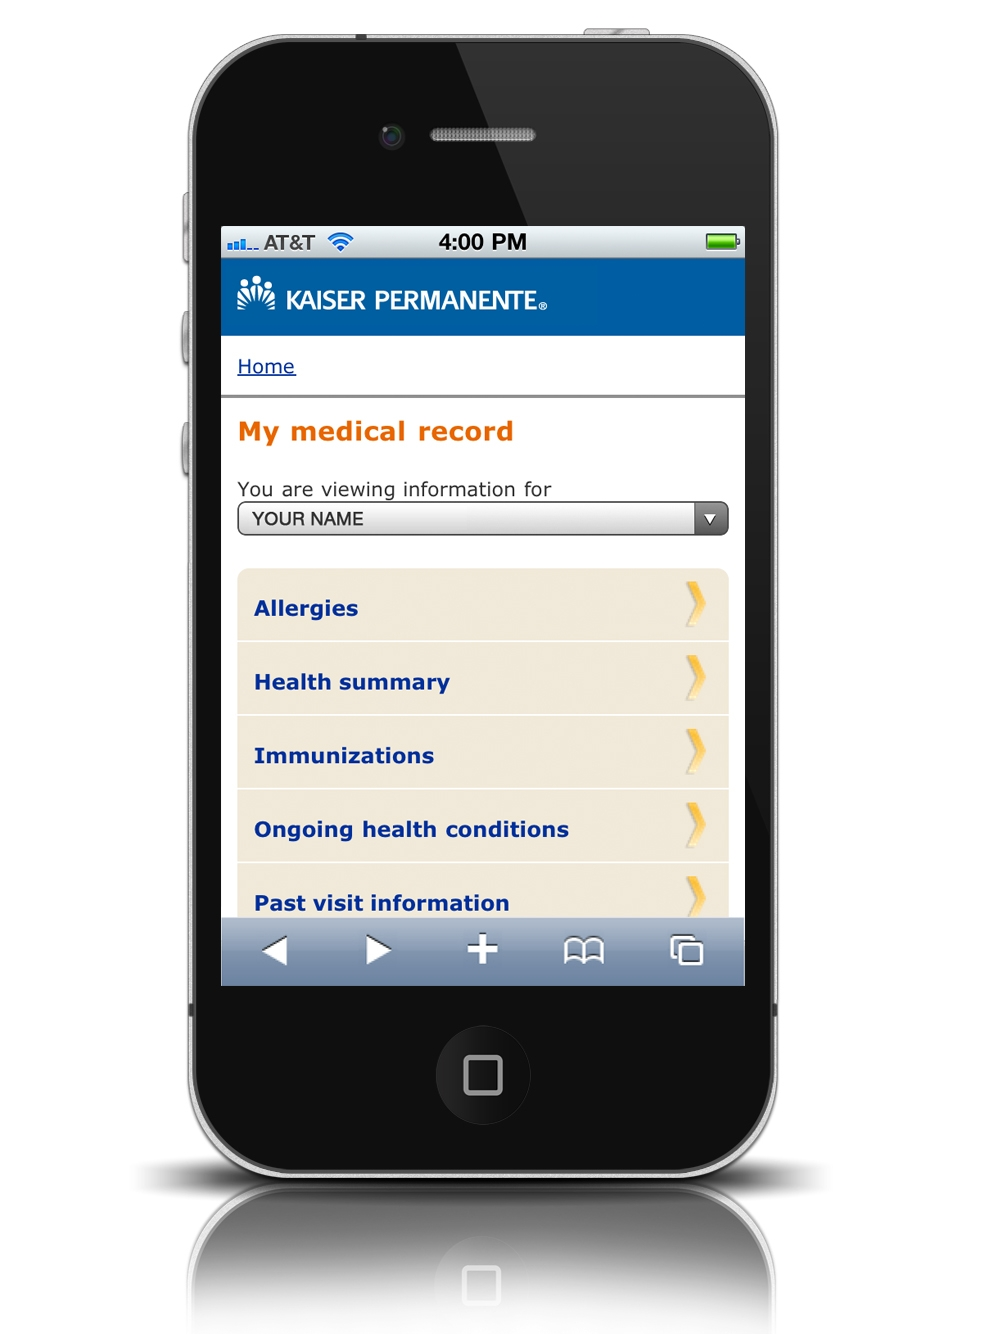 AT&T 4:00 PM
KAISER PERMANENTE®
Home
My medical record
You are viewing information for
YOUR NAME
Allergies
Health summary
Immunizations
Ongoing health conditions
Past visit information